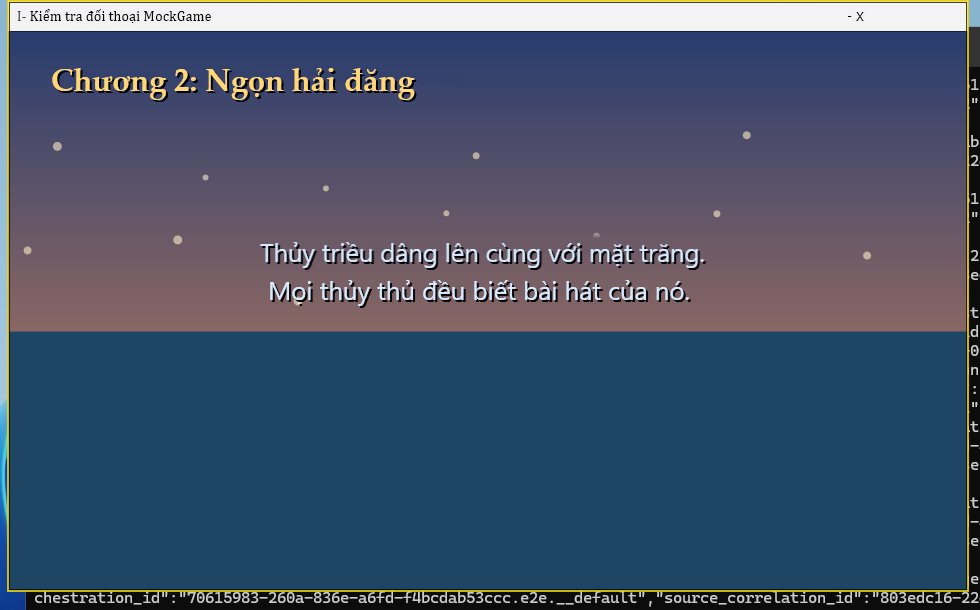 I- Kiểm tra đối thoại MockGame - X
Chương 2: Ngọn hải đăng
Thủy triều dâng lên cùng với mặt trăng.
Mọi thủy thủ đều biết bài hát của nó.
chestration_id":"70615983-260a-836e-a6fd-f4bcdab53ccc.e2e.__default","source_correlation_id":"803edc16-2